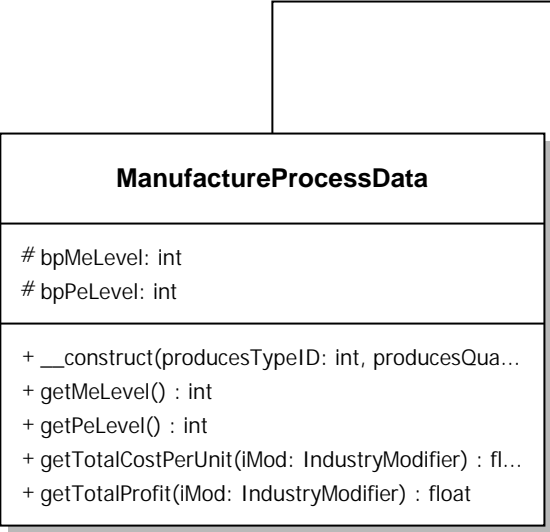 ManufactureProcessData
# bpMeLevel: int
# bpPeLevel: int
+ __construct(producesTypeID: int, producesQua...
+ getMeLevel() : int
+ getPeLevel() : int
+ getTotalCostPerUnit(iMod: IndustryModifier) : fl...
+ getTotalProfit(iMod: IndustryModifier) : float